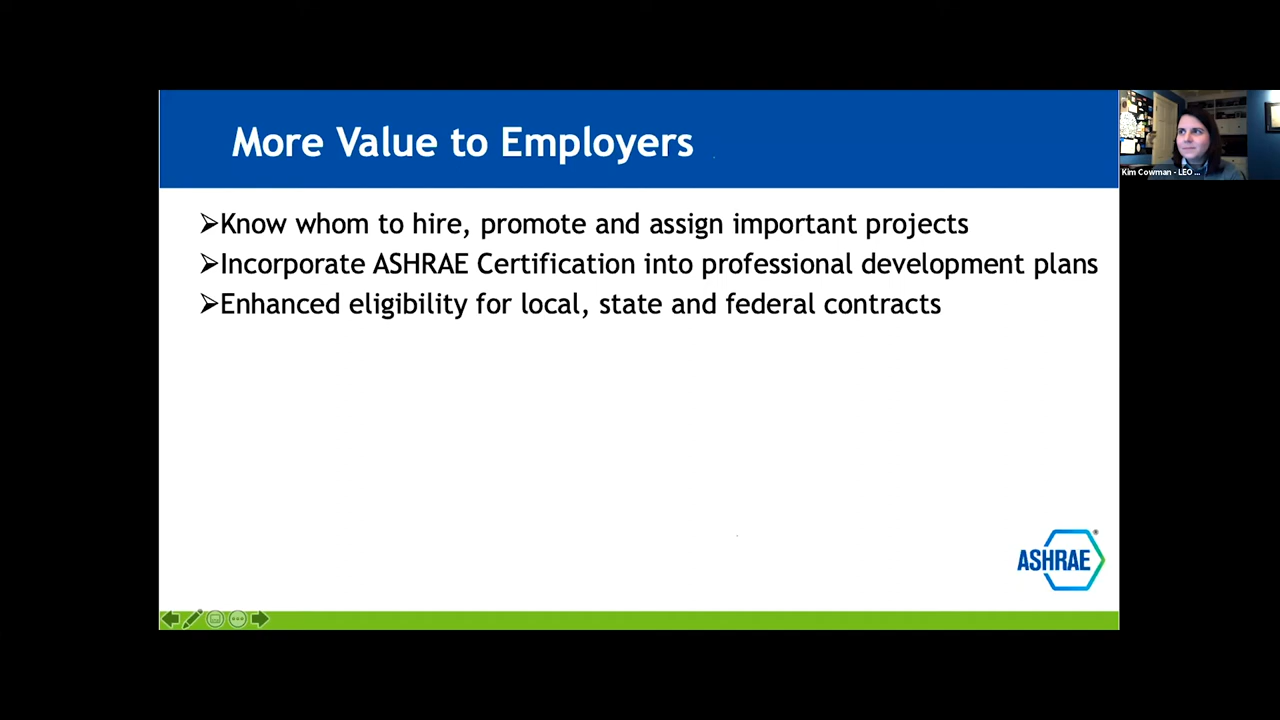 More Value to Employers
➢Know whom to hire, promote and assign important projects
➢Incorporate ASHRAE Certification into professional development plans
➢Enhanced eligibility for local, state and federal contracts
ASHRAE®
Kim Cowman - LEO ...